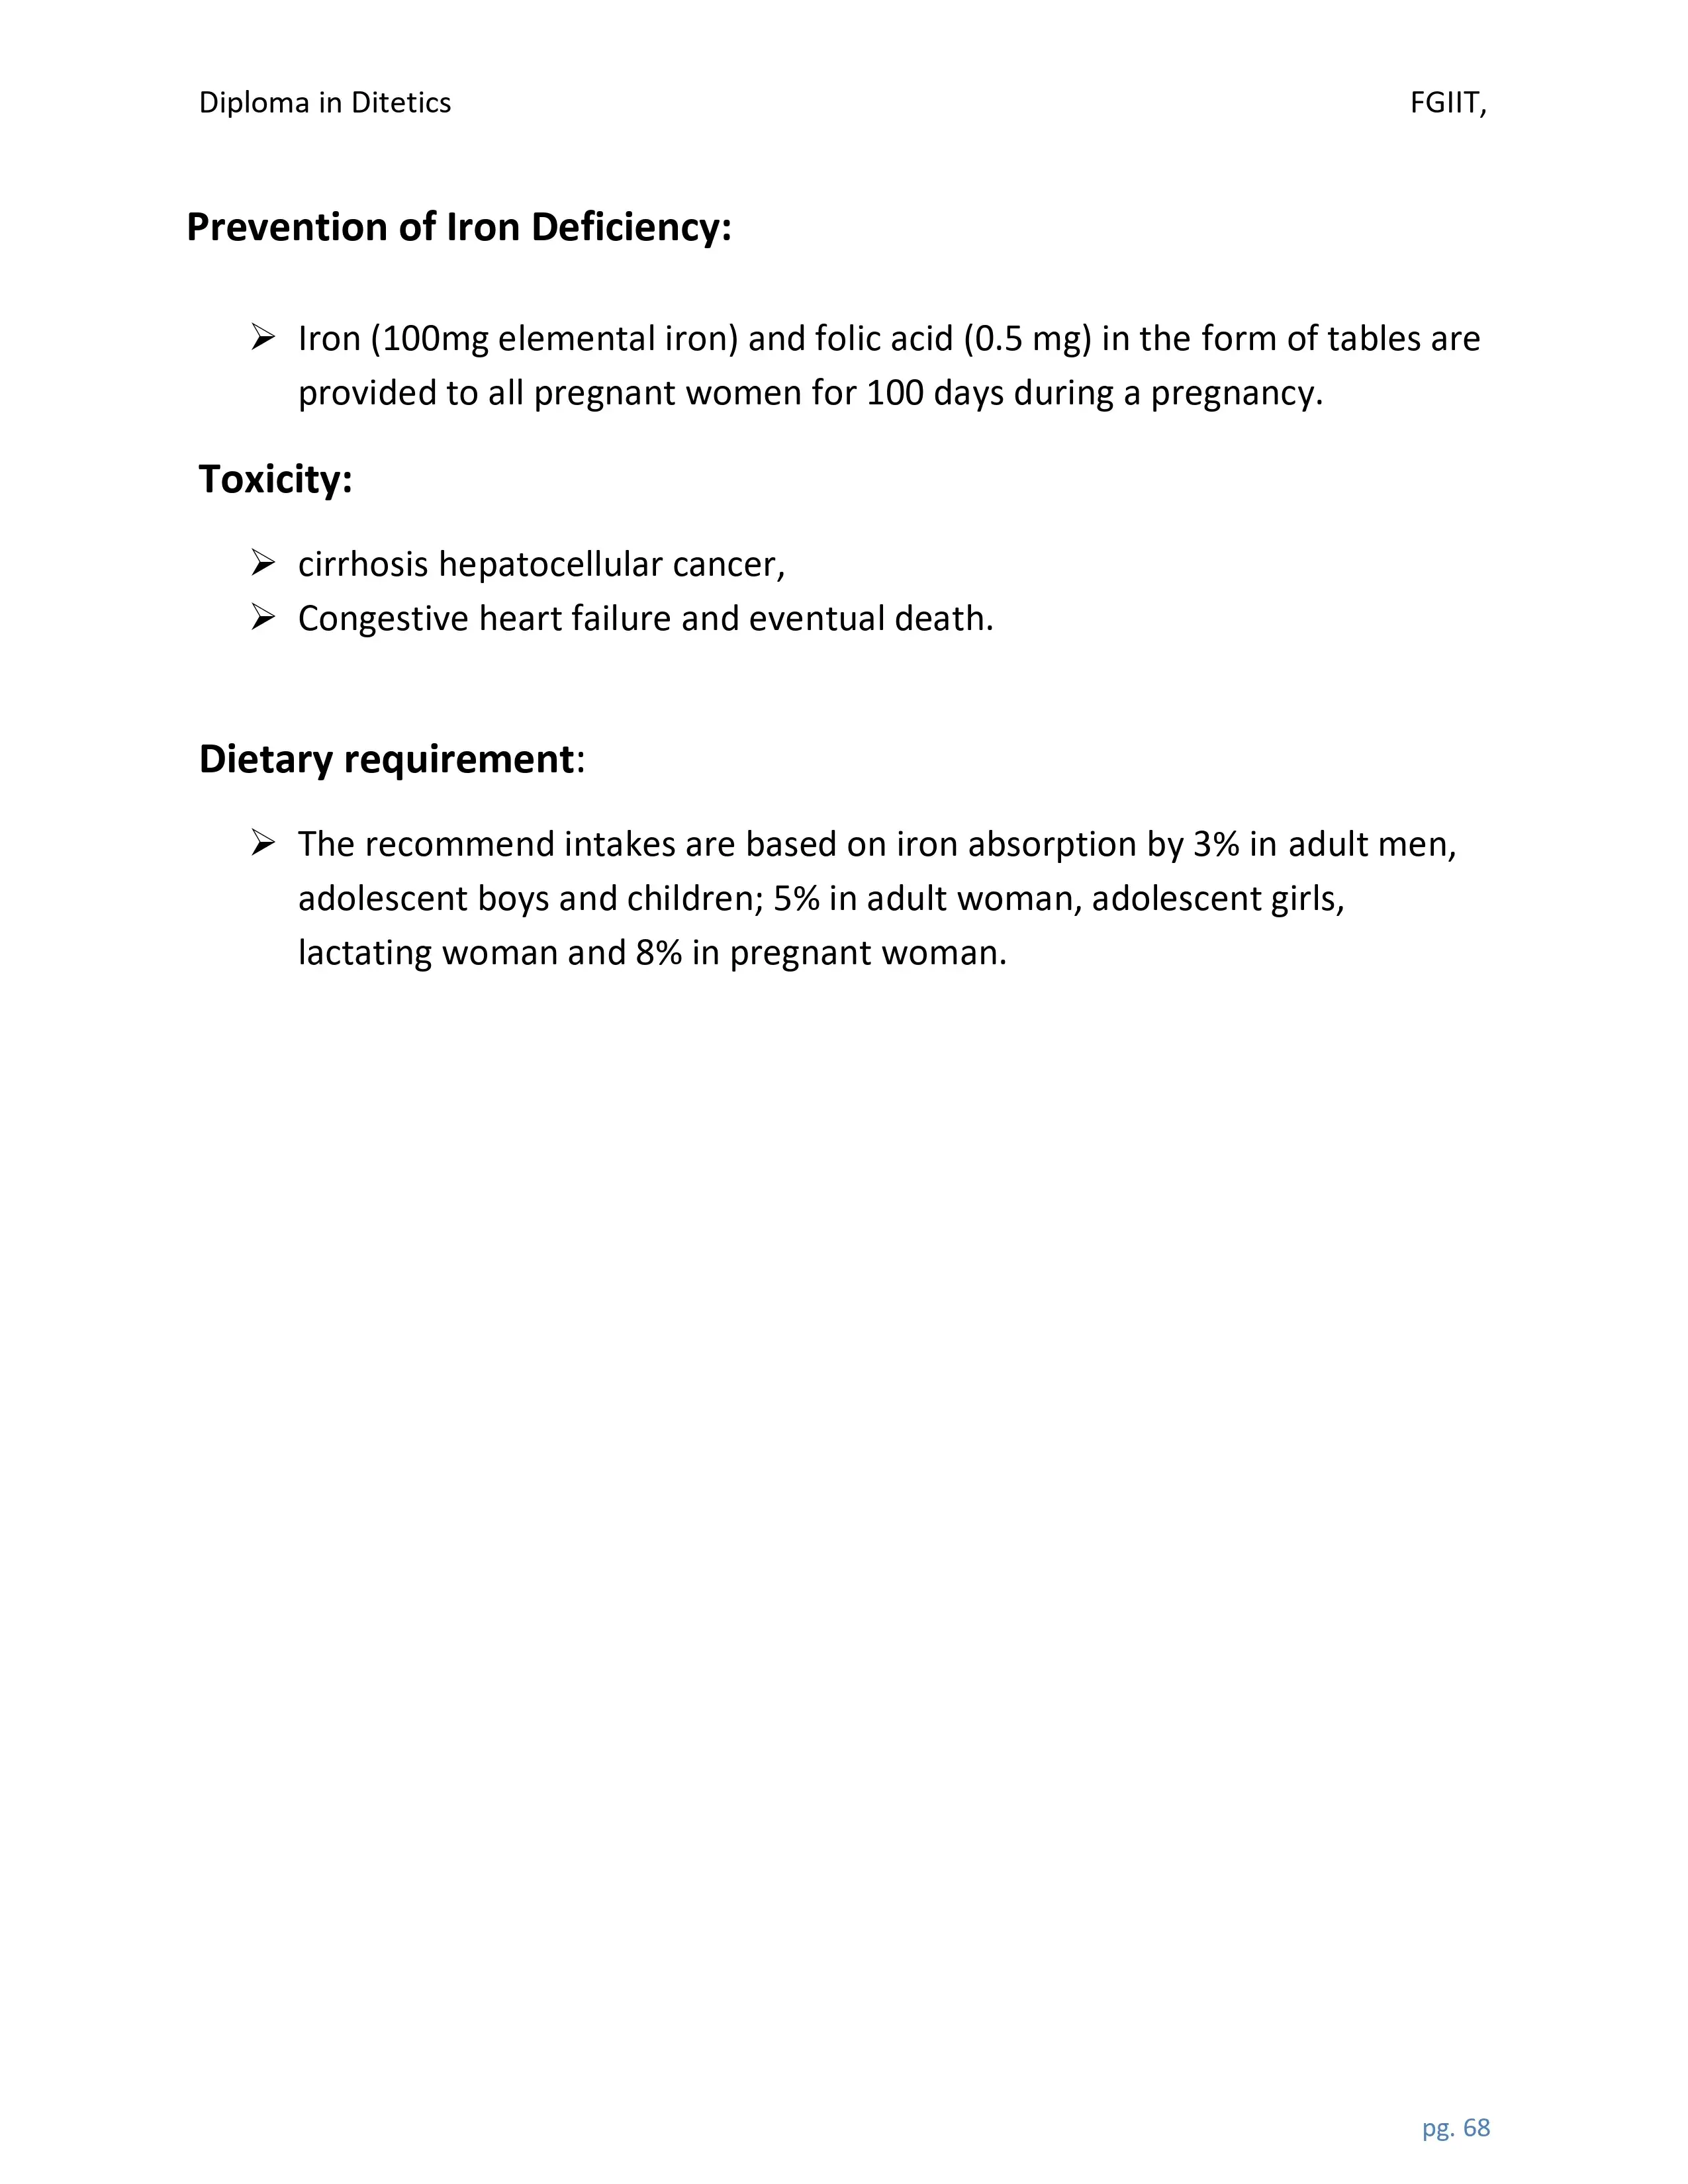 Diploma in Ditetics FGIIT,
Prevention of Iron Deficiency:
➢ Iron (100mg elemental iron) and folic acid (0.5 mg) in the form of tables are
provided to all pregnant women for 100 days during a pregnancy.
Toxicity:
➢ cirrhosis hepatocellular cancer,
➢ Congestive heart failure and eventual death.
Dietary requirement:
➢ The recommend intakes are based on iron absorption by 3% in adult men,
adolescent boys and children; 5% in adult woman, adolescent girls,
lactating woman and 8% in pregnant woman.
pg. 68